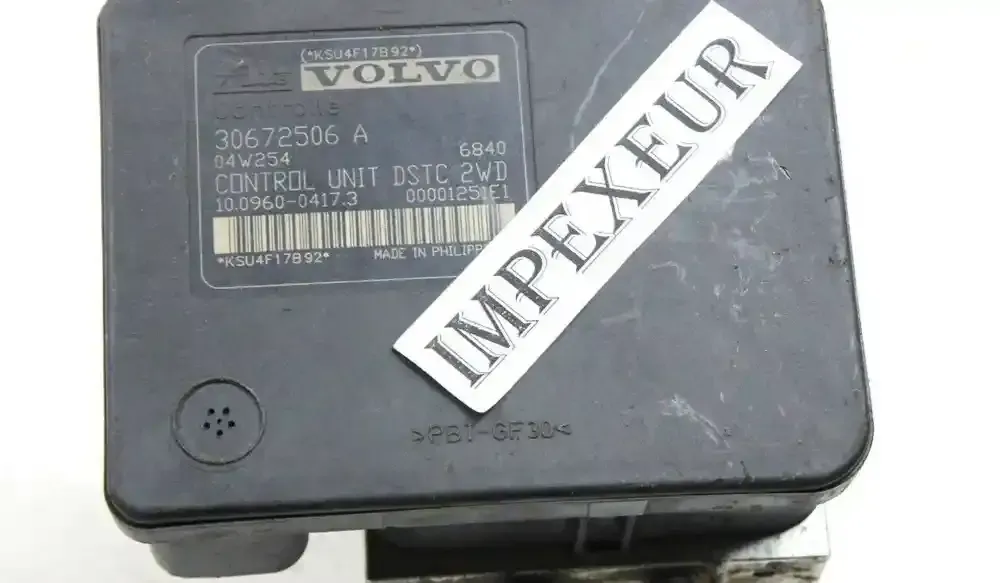 (*KSU4F17B92*)
VOLVO
Controlle
30672506 A
04W254 6840
CONTROL UNIT DSTC 2WD
10.0960-0417.3 00001251E1
*KSU4F17B92* MADE IN PHILIPP
IMPEXEUR
>PBT-GF30<